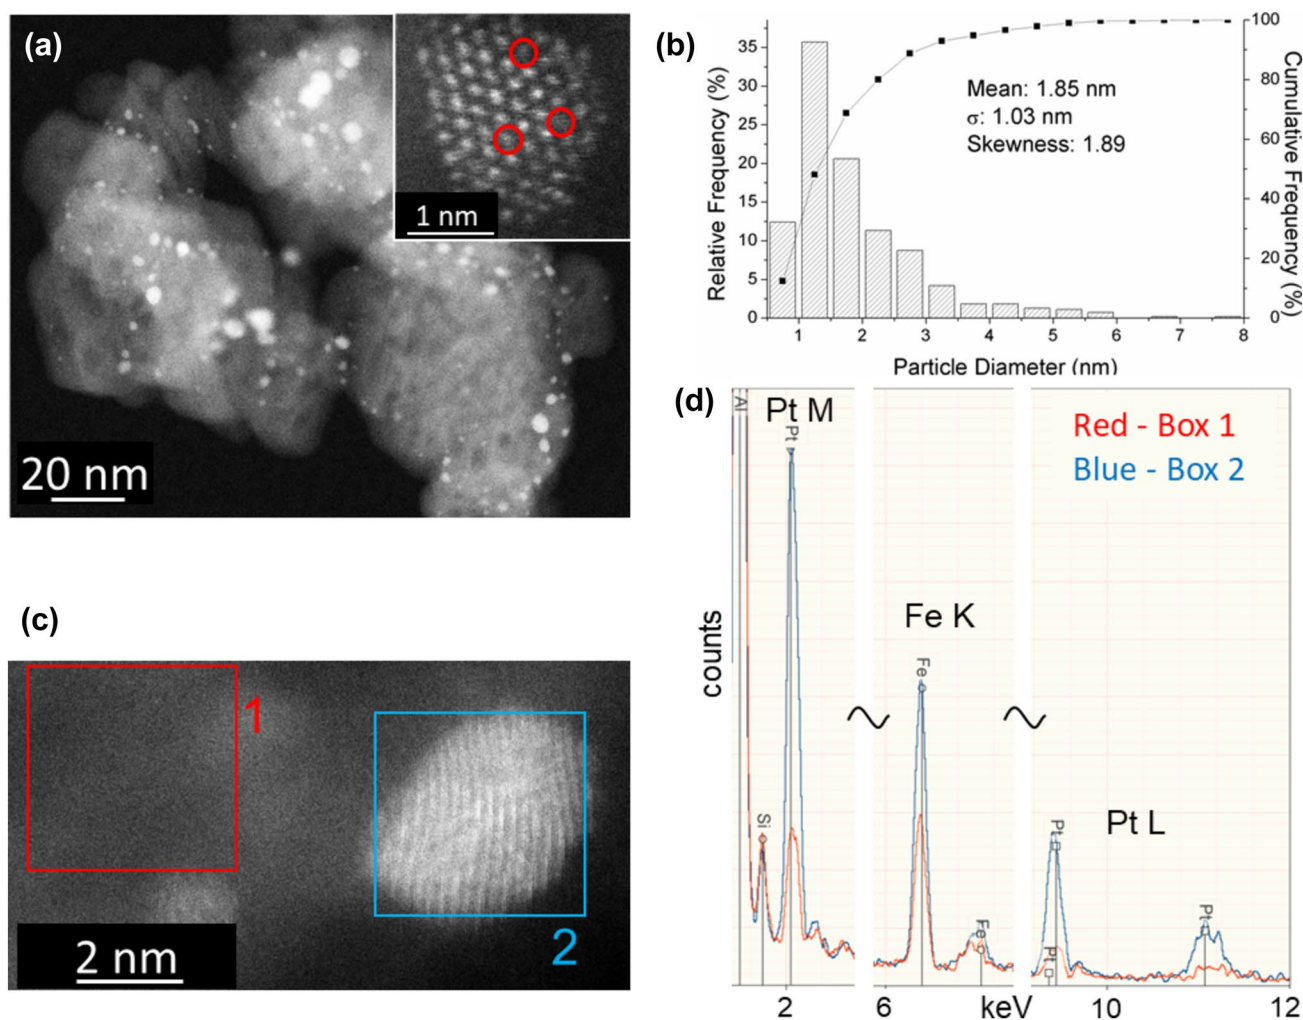 (a)
1 nm
20 nm
(b)
Relative Frequency (%)
35
30
25
20
15
10
5
0
Mean: 1.85 nm
σ: 1.03 nm
Skewness: 1.89
100
80
60
40
20
0
Cumulative Frequency (%)
1 2 3 4 5 6 7 8
Particle Diameter (nm)
(c)
1
2
2 nm
(d)
counts
Al
Pt M
Pt
Si
Fe K
Fe
Fe
Red - Box 1
Blue - Box 2
Pt L
Pt
Pt
Pt
2 6 keV 10 12